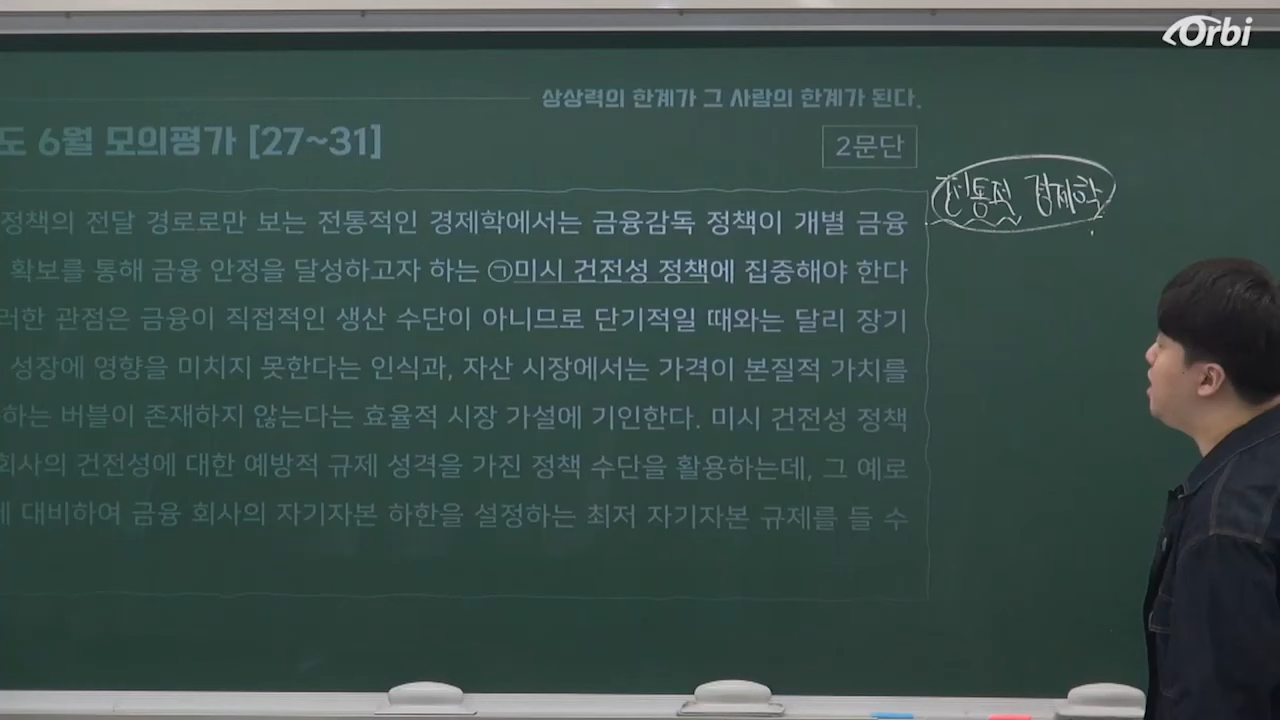 Orbi
상상력의 한계가 그 사람의 한계가 된다.
도 6월 모의평가 [27~31]
2문단
전통적 경제학
정책의 전달 경로로만 보는 전통적인 경제학에서는 금융감독 정책이 개별 금융
확보를 통해 금융 안정을 달성하고자 하는 ㉠미시 건전성 정책에 집중해야 한다
러한 관점은 금융이 직접적인 생산 수단이 아니므로 단기적일 때와는 달리 장기
성장에 영향을 미치지 못한다는 인식과, 자산 시장에서는 가격이 본질적 가치를
하는 버블이 존재하지 않는다는 효율적 시장 가설에 기인한다. 미시 건전성 정책
회사의 건전성에 대한 예방적 규제 성격을 가진 정책 수단을 활용하는데, 그 예로
에 대비하여 금융 회사의 자기자본 하한을 설정하는 최저 자기자본 규제를 들 수